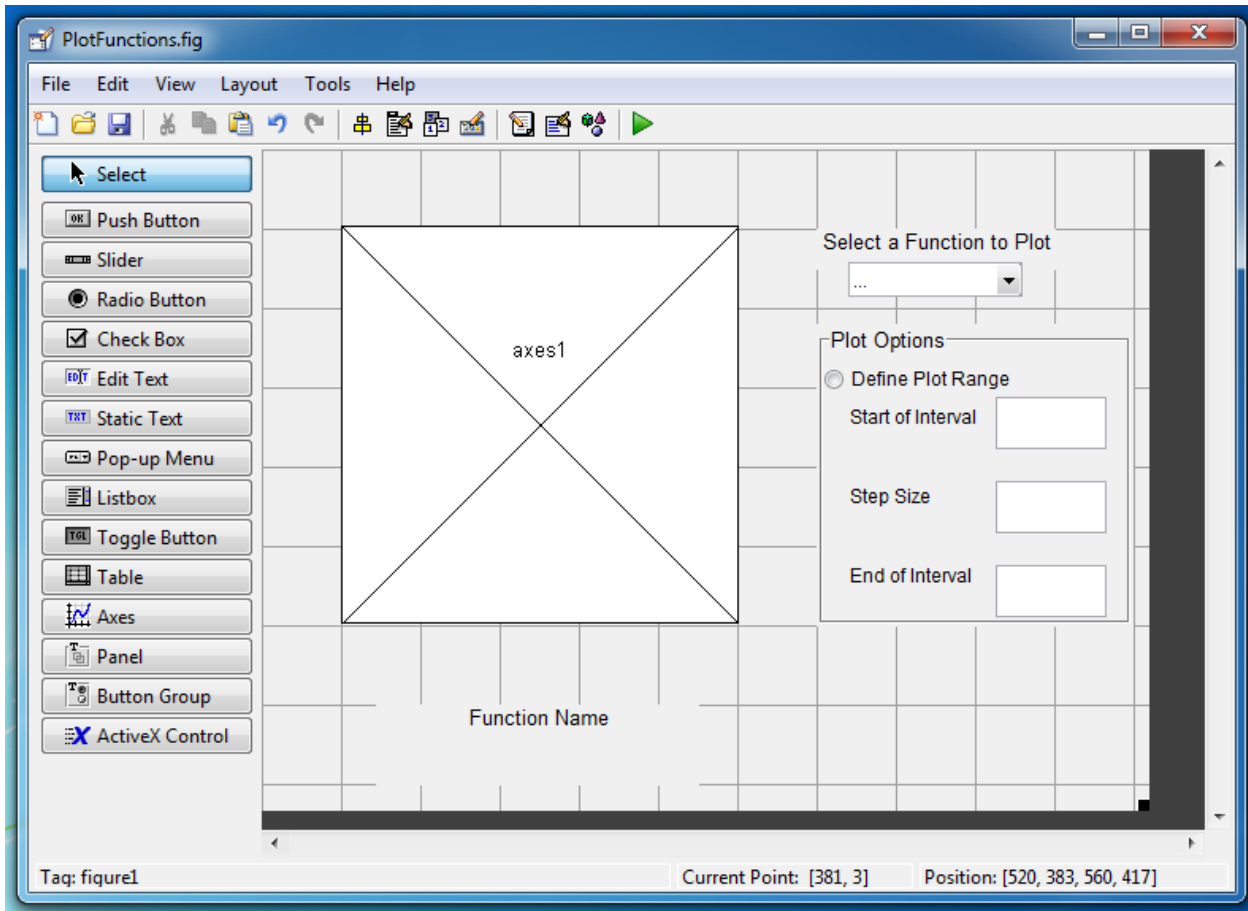 PlotFunctions.fig
File Edit View Layout Tools Help
Select
Push Button
Slider
Radio Button
Check Box
Edit Text
Static Text
Pop-up Menu
Listbox
Toggle Button
Table
Axes
Panel
Button Group
ActiveX Control
axes1
Function Name
Select a Function to Plot
...
Plot Options
Define Plot Range
Start of Interval
Step Size
End of Interval
Tag: figure1 Current Point: [381, 3] Position: [520, 383, 560, 417]